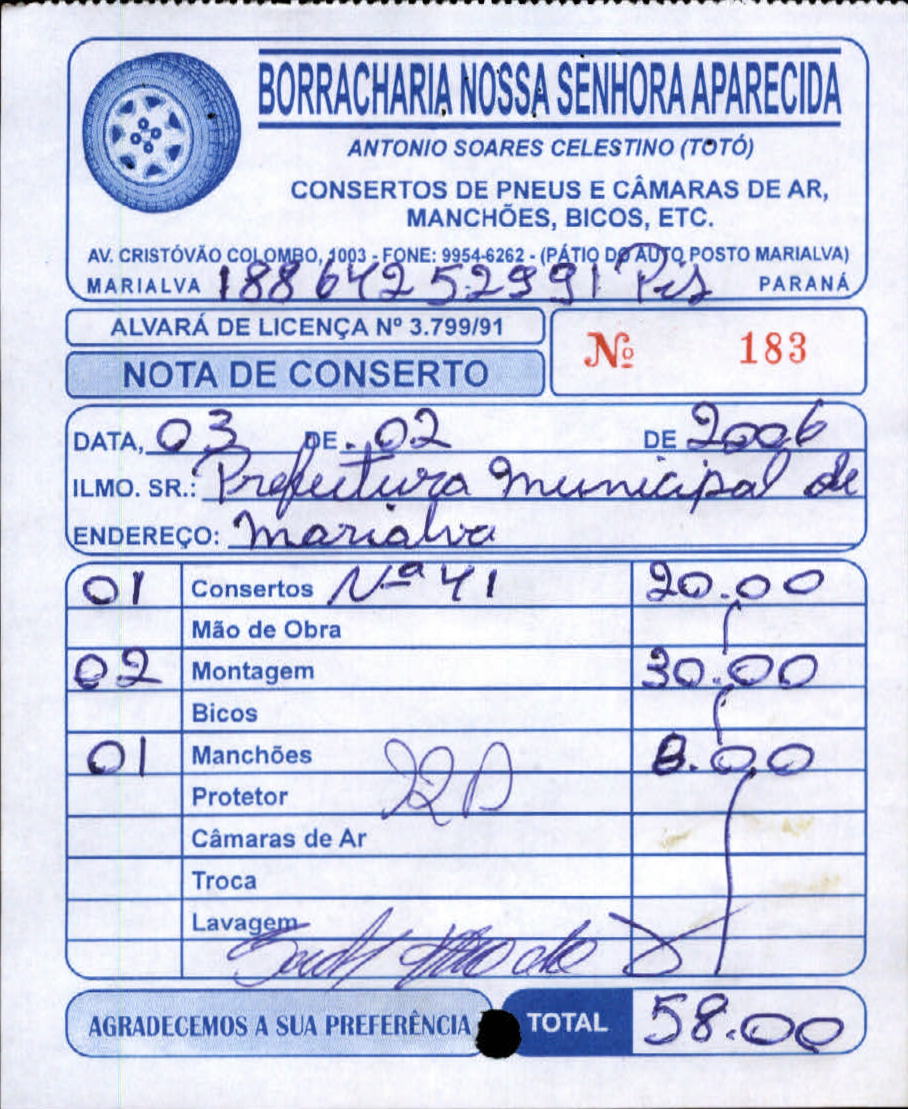 BORRACHARIA NOSSA SENHORA APARECIDA
ANTONIO SOARES CELESTINO (TOTÓ)
CONSERTOS DE PNEUS E CÂMARAS DE AR,
MANCHÕES, BICOS, ETC.
AV. CRISTÓVÃO COLOMBO, 1003 - FONE: 9954-6262 - (PÁTIO DO AUTO POSTO MARIALVA)
MARIALVA 18864252991 Pis PARANÁ
ALVARÁ DE LICENÇA Nº 3.799/91
Nº 183
NOTA DE CONSERTO
DATA, 03 DE 02 DE 2006
ILMO. SR.: Prefeitura Municipal de
ENDEREÇO: Marialva
01 Consertos Nº 41 20.00
Mão de Obra
02 Montagem 30.00
Bicos
01 Manchões 8.00
Protetor
Câmaras de Ar
Troca
Lavagem
AGRADECEMOS A SUA PREFERÊNCIA TOTAL 58.00